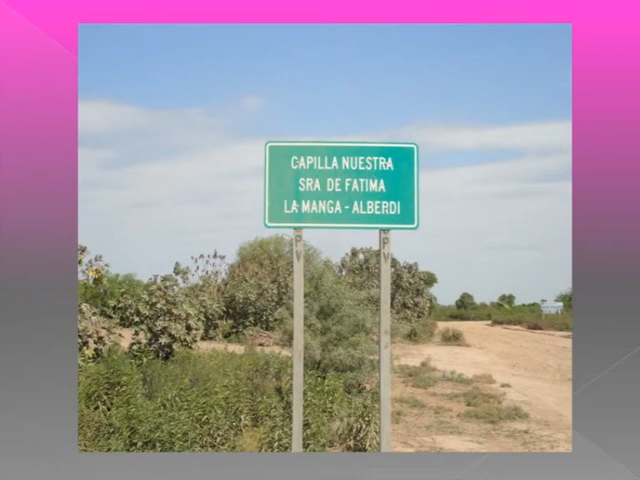 CAPILLA NUESTRA
SRA DE FATIMA
LA MANGA - ALBERDI
P V
P V